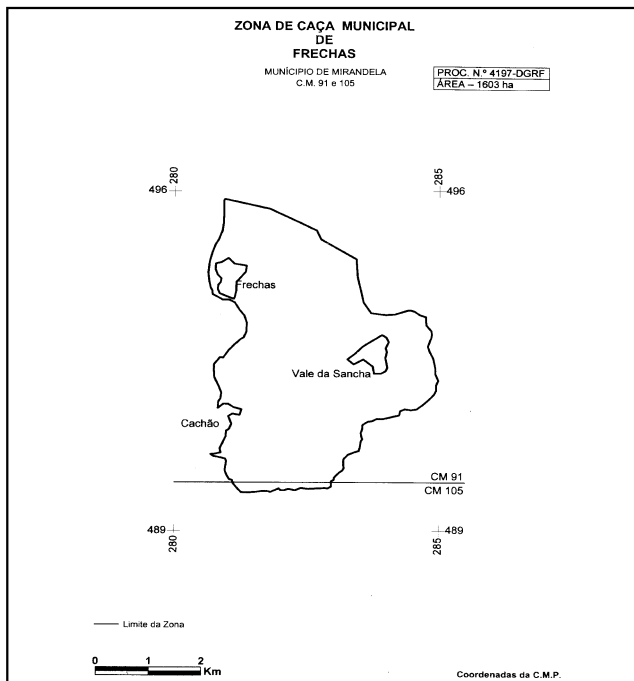 ZONA DE CAÇA MUNICIPAL
DE
FRECHAS
MUNÍCIPIO DE MIRANDELA
C.M. 91 e 105
PROC. N.º 4197-DGRF
ÁREA – 1603 ha
280
285
496
496
Frechas
Vale da Sancha
Cachão
CM 91
CM 105
489
489
280
285
Limite da Zona
0 1 2
Km
Coordenadas da C.M.P.